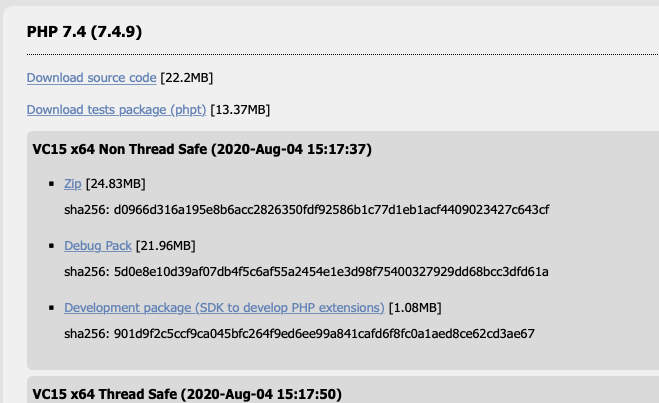 PHP 7.4 (7.4.9)
Download source code [22.2MB]
Download tests package (phpt) [13.37MB]
VC15 x64 Non Thread Safe (2020-Aug-04 15:17:37)
Zip [24.83MB]
sha256: d0966d316a195e8b6acc2826350fdf92586b1c77d1eb1acf4409023427c643cf
Debug Pack [21.96MB]
sha256: 5d0e8e10d39af07db4f5c6af55a2454e1e3d98f75400327929dd68bcc3dfd61a
Development package (SDK to develop PHP extensions) [1.08MB]
sha256: 901d9f2c5ccf9ca045bfc264f9ed6ee99a841cafd6f8fc0a1aed8ce62cd3ae67
VC15 x64 Thread Safe (2020-Aug-04 15:17:50)